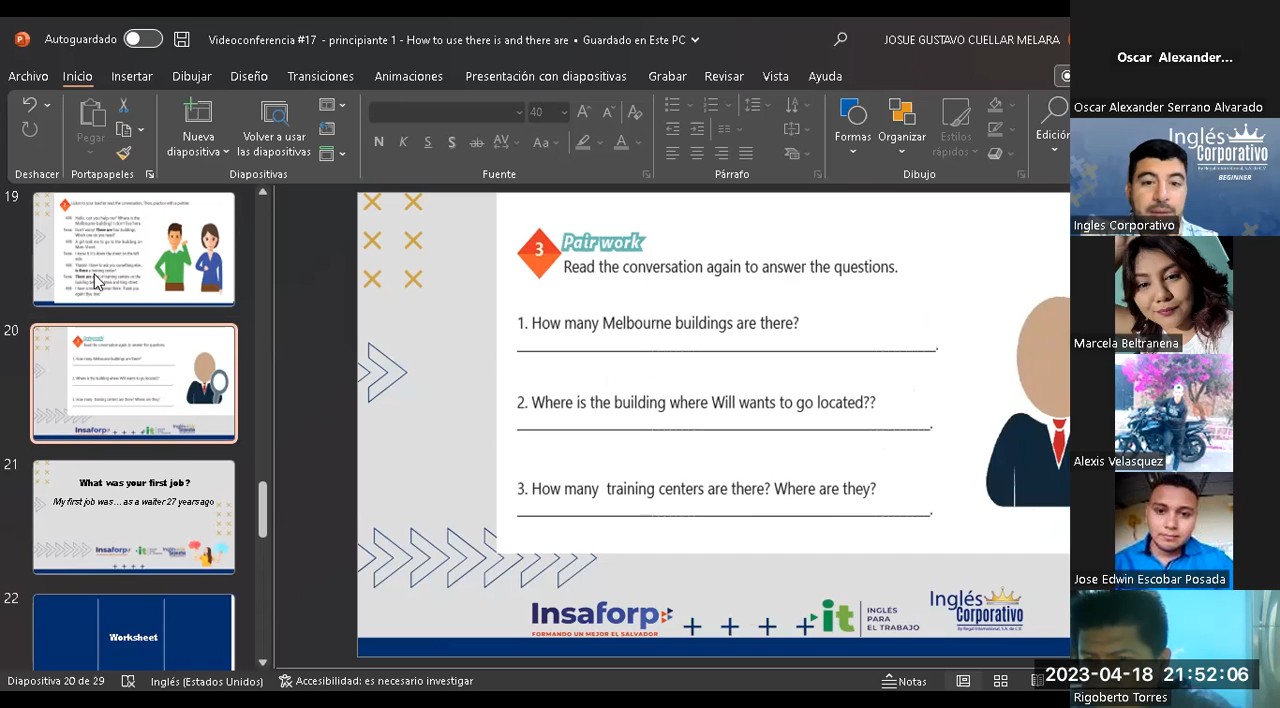 Autoguardado
Videoconferencia #17 - principiante 1 - How to use there is and there are • Guardado en Este PC
JOSUE GUSTAVO CUELLAR MELARA
Archivo Inicio Insertar Dibujar Diseño Transiciones Animaciones Presentación con diapositivas Grabar Revisar Vista Ayuda
Pegar
Nueva diapositiva
Volver a usar las diapositivas
40
N K S S ab AV Aa A
Formas Organizar Estilos rápidos Edición
Deshacer Portapapeles Diapositivas Fuente Párrafo Dibujo
19
20
21
What was your first job?
My first job was... as a waiter 27 years ago
22
Worksheet
3 Pair work
Read the conversation again to answer the questions.
1. How many Melbourne buildings are there?
2. Where is the building where Will wants to go located??
3. How many training centers are there? Where are they?
Insaforp
FORMANDO UN MEJOR EL SALVADOR
it INGLÉS PARA EL TRABAJO
Inglés Corporativo
Diapositiva 20 de 29 Inglés (Estados Unidos) Accesibilidad: es necesario investigar Notas
Oscar Alexander...
Oscar Alexander Serrano Alvarado
Inglés Corporativo
BEGINNER
Ingles Corporativo
Marcela Beltranena
Alexis Velasquez
Jose Edwin Escobar Posada
2023-04-18 21:52:06
Rigoberto Torres